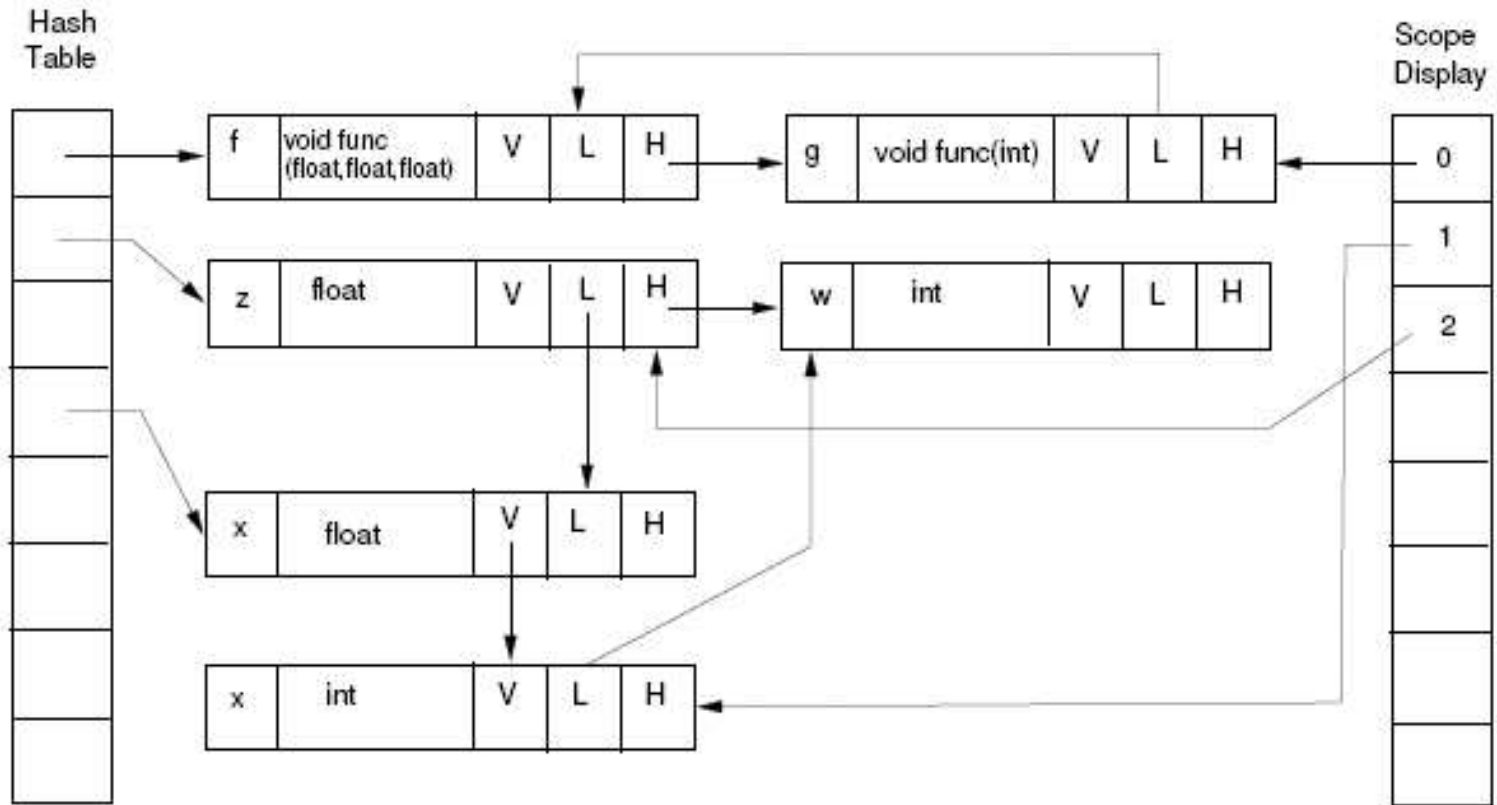 Hash
Table
Scope
Display
f void func (float,float,float) V L H
g void func(int) V L H
0
z float V L H
w int V L H
1
2
x float V L H
x int V L H